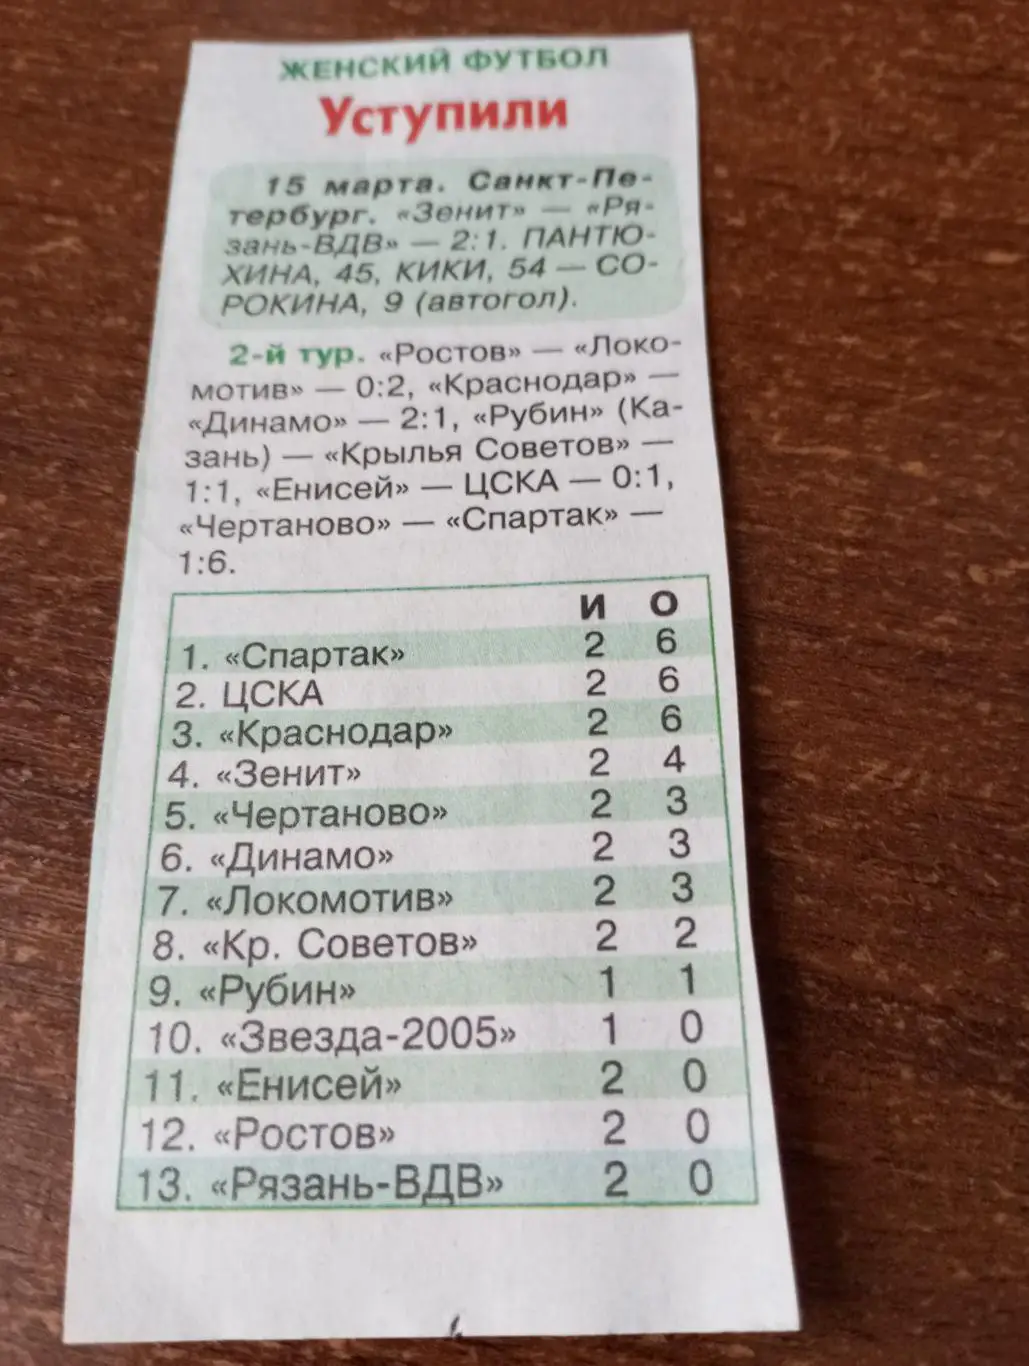 ЖЕНСКИЙ ФУТБОЛ
Уступили
15 марта. Санкт-Пе-
тербург. «Зенит» — «Ря-
зань-ВДВ» — 2:1. ПАНТЮ-
ХИНА, 45, КИКИ, 54 — СО-
РОКИНА, 9 (автогол).
2-й тур. «Ростов» — «Локо-
мотив» — 0:2, «Краснодар» —
«Динамо» — 2:1, «Рубин» (Ка-
зань) — «Крылья Советов» —
1:1, «Енисей» — ЦСКА — 0:1,
«Чертаново» — «Спартак» —
1:6.
И О
1. «Спартак» 2 6
2. ЦСКА 2 6
3. «Краснодар» 2 6
4. «Зенит» 2 4
5. «Чертаново» 2 3
6. «Динамо» 2 3
7. «Локомотив» 2 3
8. «Кр. Советов» 2 2
9. «Рубин» 1 1
10. «Звезда-2005» 1 0
11. «Енисей» 2 0
12. «Ростов» 2 0
13. «Рязань-ВДВ» 2 0